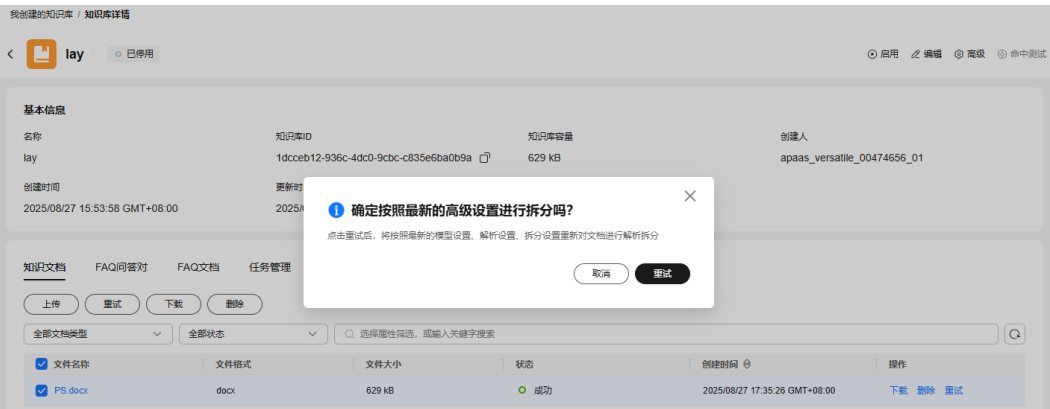 我创建的知识库 / 知识库详情
lay 已停用 启用 编辑 高级 命中测试
基本信息
名称 知识库ID 知识库容量 创建人
lay 1dcceb12-936c-4dc0-9cbc-c835e6ba0b9a 629 kB apaas_versatile_00474656_01
创建时间 更新时
2025/08/27 15:53:58 GMT+08:00 2025/
确定按照最新的高级设置进行拆分吗?
点击重试后，将按照最新的模型设置、解析设置、拆分设置重新对文档进行解析拆分
取消 重试
知识文档 FAQ问答对 FAQ文档 任务管理
上传 重试 下载 删除
全部文档类型 全部状态 选择属性筛选，或输入关键字搜索
文件名称 文件格式 文件大小 状态 创建时间 操作
PS.docx docx 629 kB 成功 2025/08/27 17:35:26 GMT+08:00 下载 删除 重试